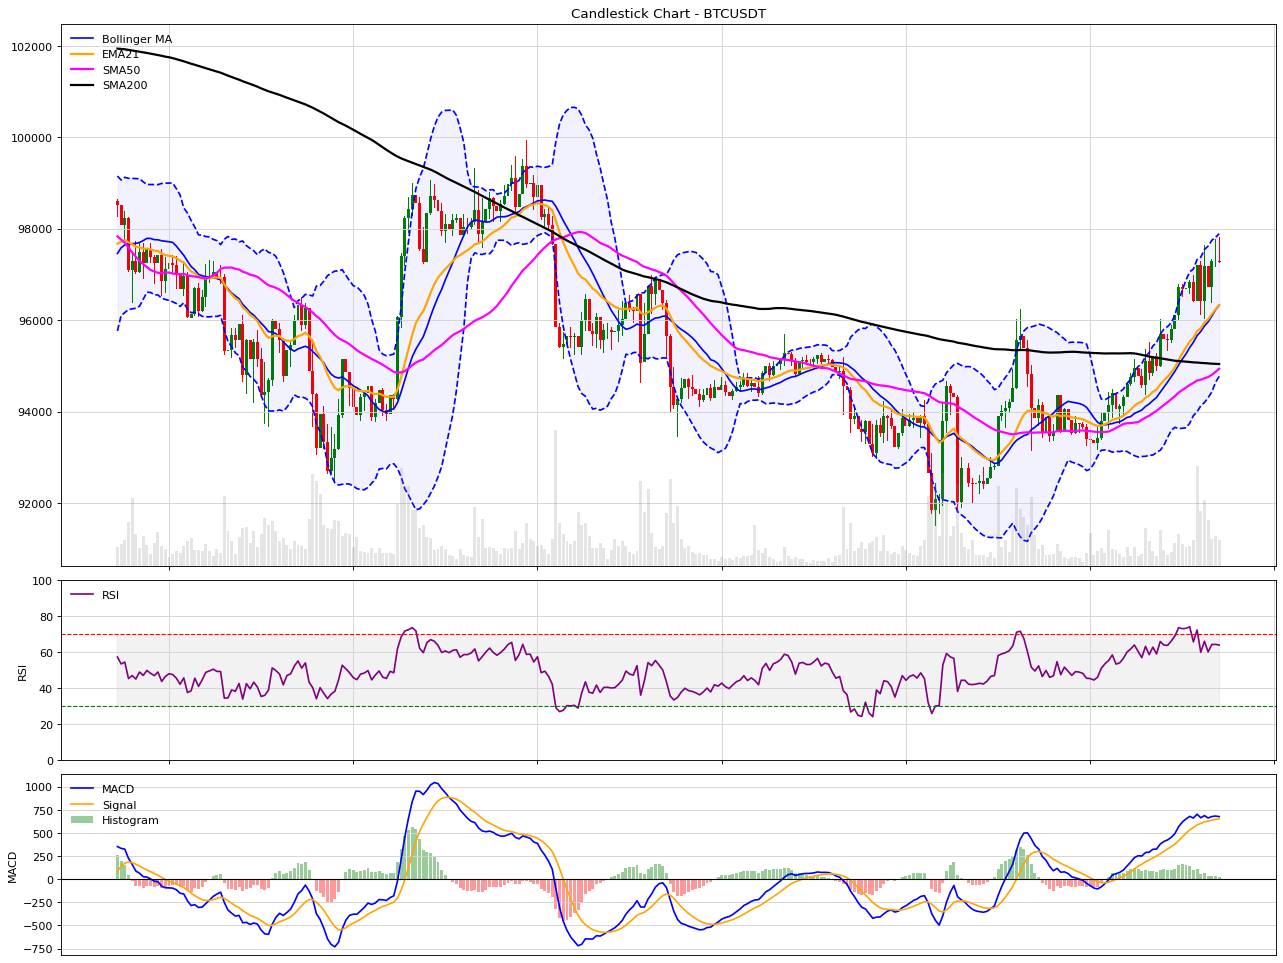 Candlestick Chart - BTCUSDT
Bollinger MA
EMA21
SMA50
SMA200
102000
100000
98000
96000
94000
92000
RSI
100
80
60
40
20
0
RSI
MACD
Signal
Histogram
1000
750
500
250
0
−250
−500
−750
MACD